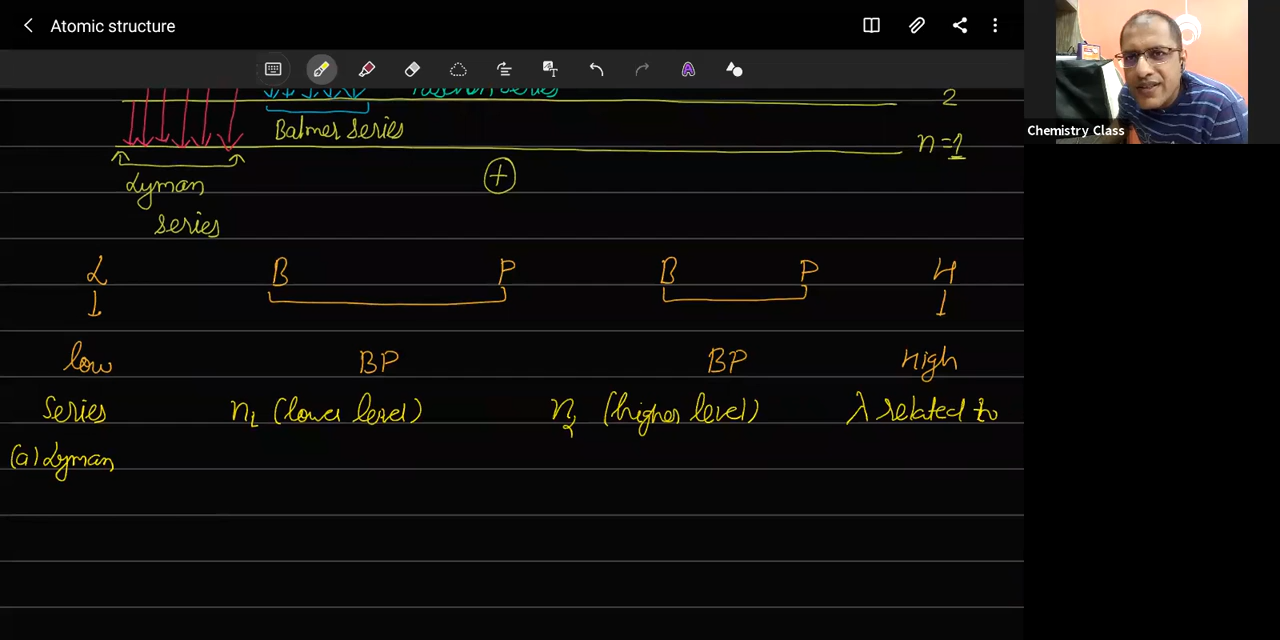 Atomic structure
Chemistry Class
2
Balmer Series
n=1
Lyman
series
+
L B P B P H
low BP BP High
Series n1 (lower level) n2 (higher level) λ related to
(a) Lyman